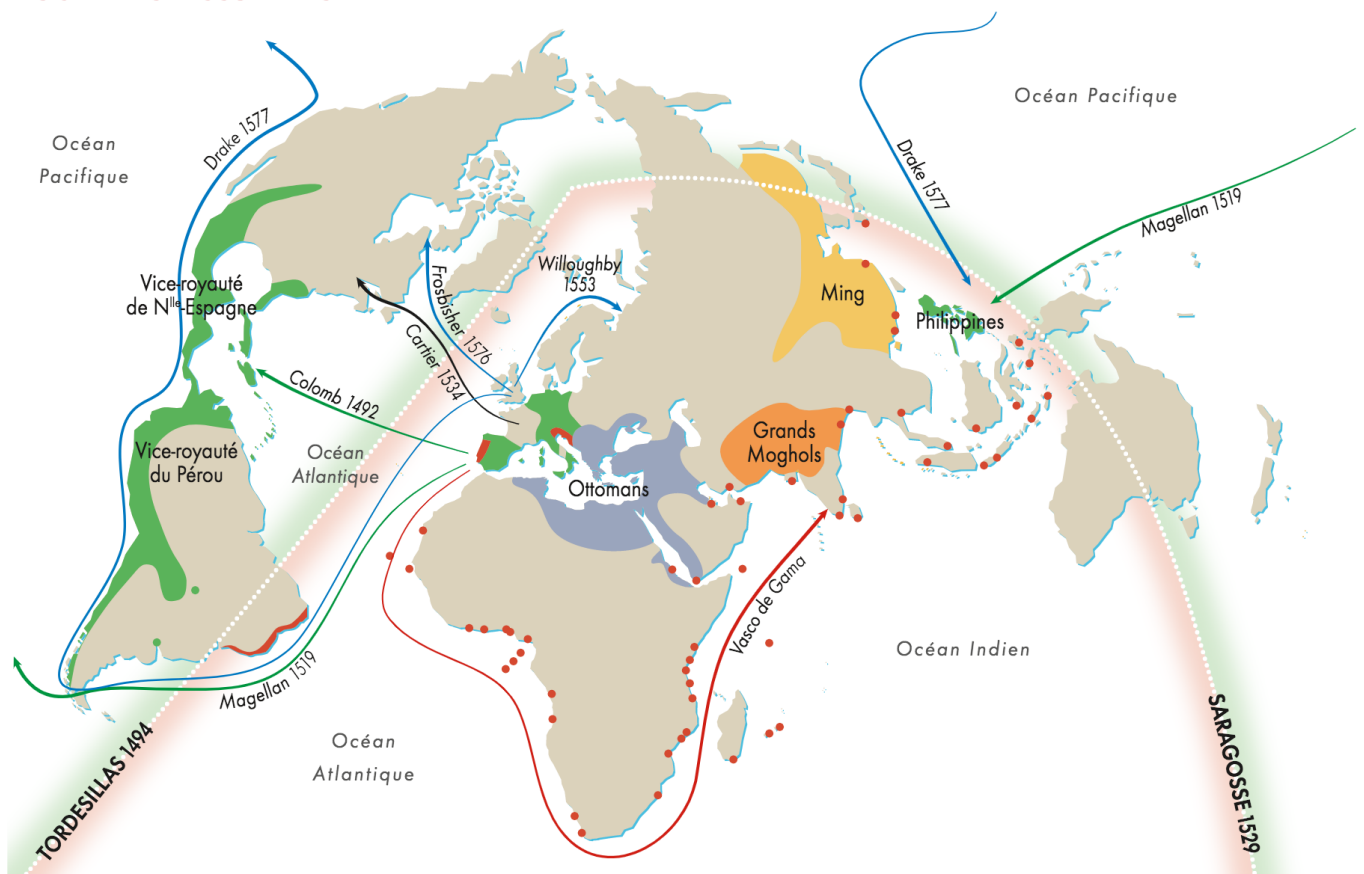 Océan
Pacifique
Drake 1577
Océan Pacifique
Drake 1577
Magellan 1519
Vice-royauté
de Nlle-Espagne
Frosbisher 1576
Willoughby
1553
Cartier 1534
Colomb 1492
Ming
Philippines
Vice-royauté
du Pérou
Océan
Atlantique
Ottomans
Grands
Moghols
Vasco de Gama
Océan Indien
Magellan 1519
Océan
Atlantique
TORDESILLAS 1494
SARAGOSSE 1529